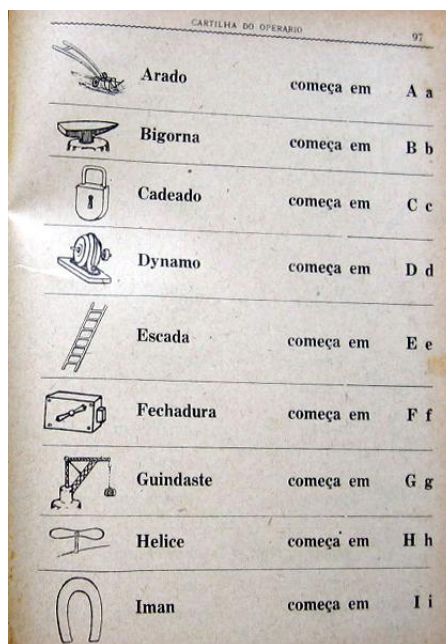 CARTILHA DO OPERARIO 97
Arado começa em A a
Bigorna começa em B b
Cadeado começa em C c
Dynamo começa em D d
Escada começa em E e
Fechadura começa em F f
Guindaste começa em G g
Helice começa em H h
Iman começa em I i